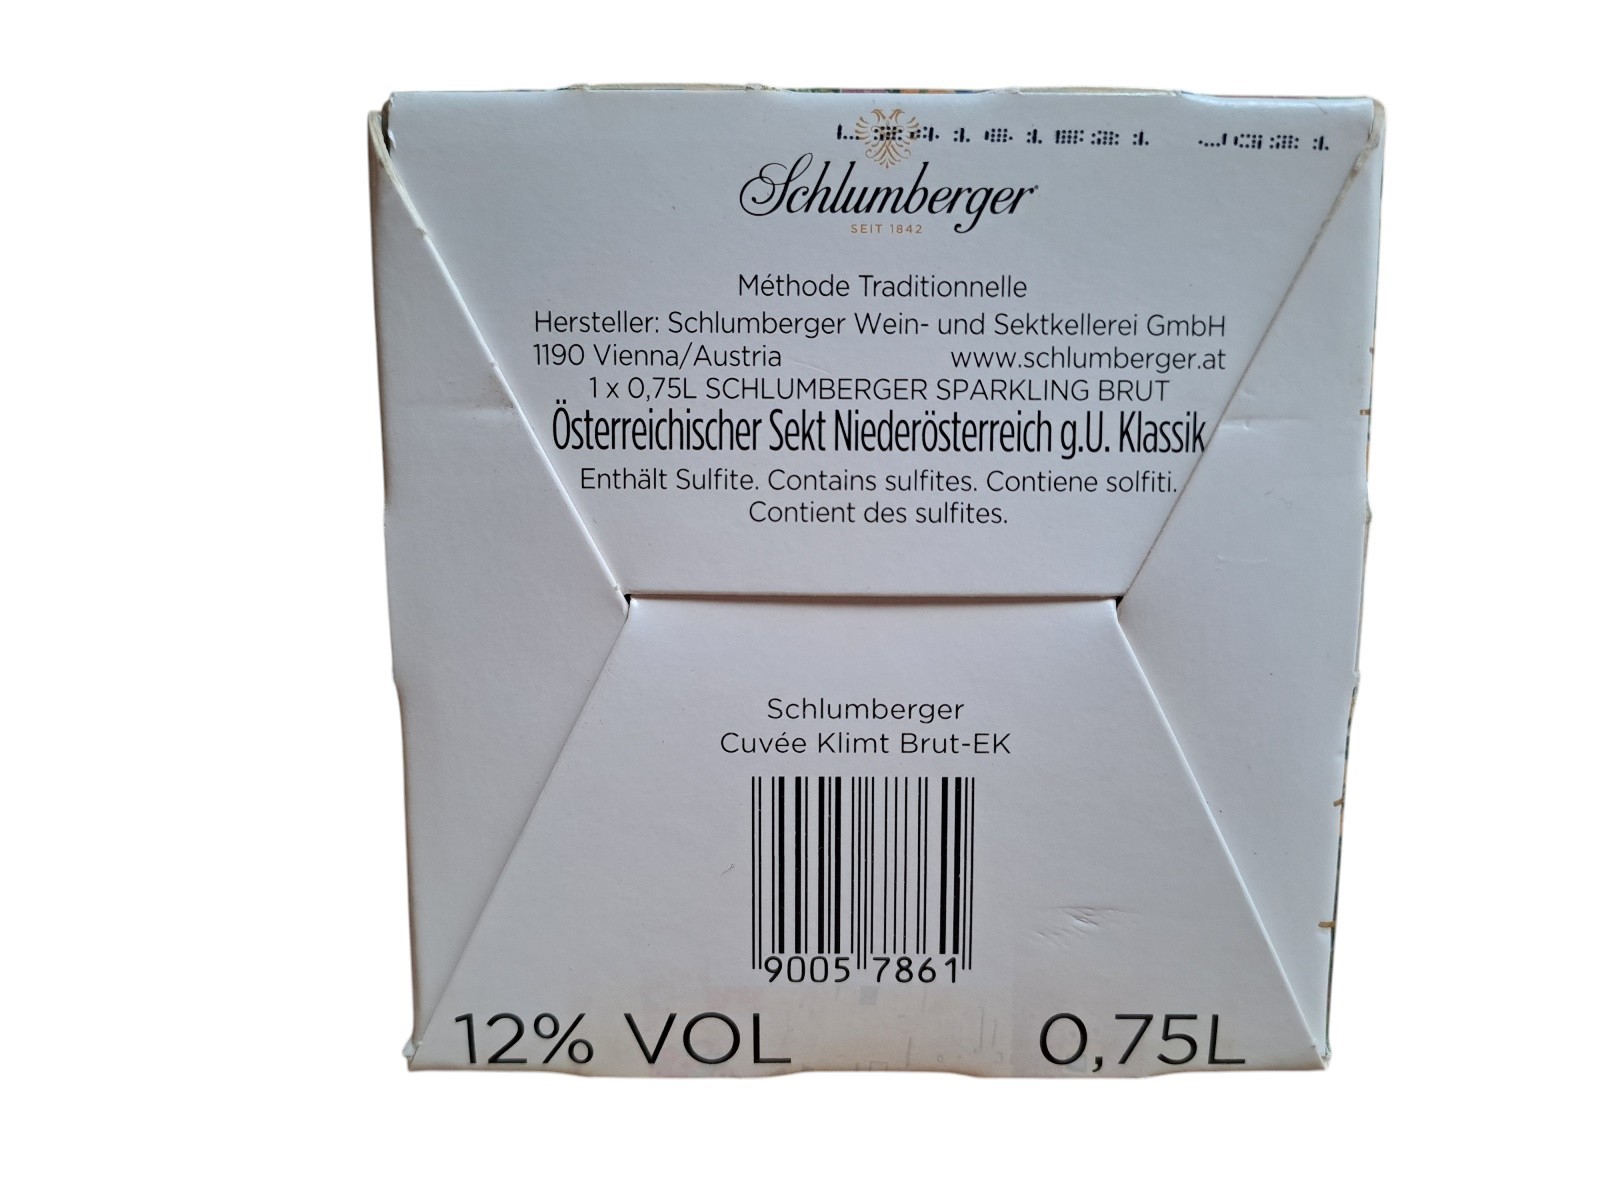 Schlumberger
SEIT 1842
Méthode Traditionnelle
Hersteller: Schlumberger Wein- und Sektkellerei GmbH
1190 Vienna/Austria www.schlumberger.at
1 x 0,75L SCHLUMBERGER SPARKLING BRUT
Österreichischer Sekt Niederösterreich g.U. Klassik
Enthält Sulfite. Contains sulfites. Contiene solfiti.
Contient des sulfites.
Schlumberger
Cuvée Klimt Brut-EK
9005 7861
12% VOL 0,75L